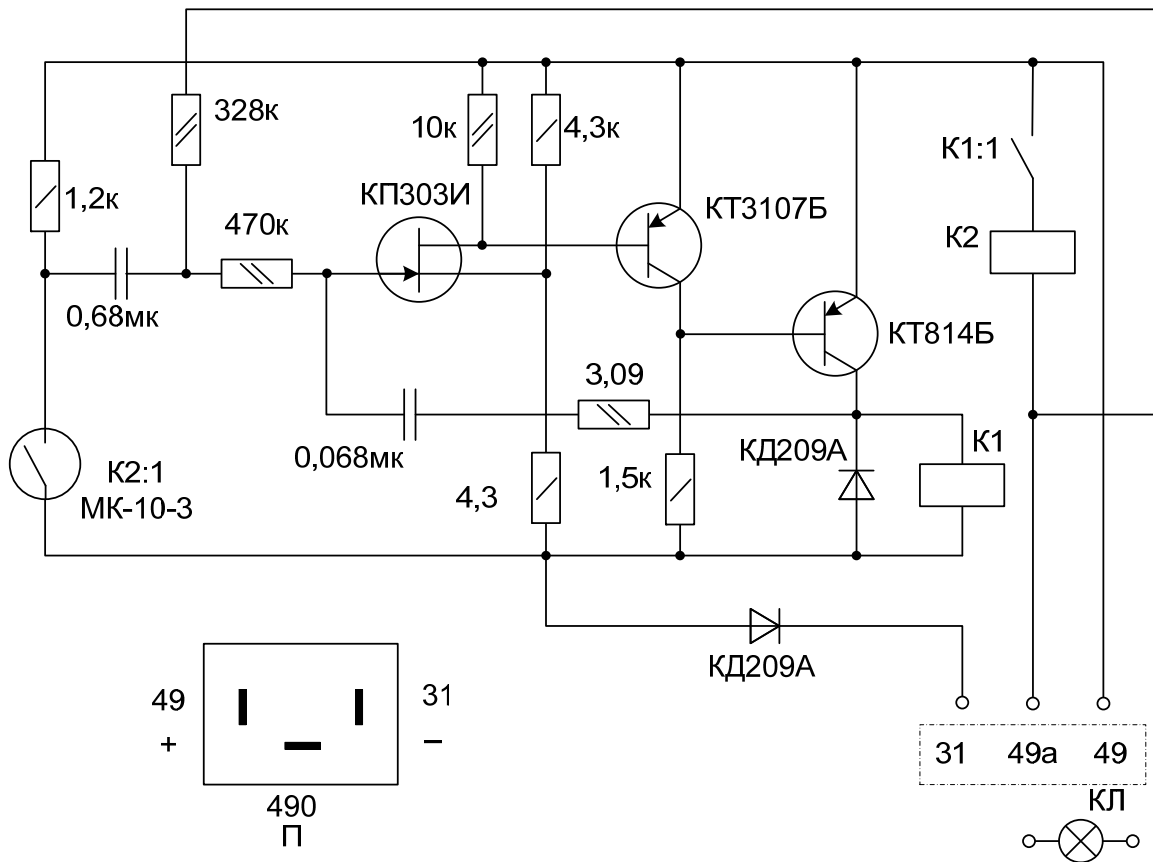 328к
10к
4,3к
К1:1
1,2к
КП303И
КТ3107Б
470к
К2
0,68мк
КТ814Б
3,09
К2:1
МК-10-3
0,068мк
КД209А
К1
4,3
1,5к
КД209А
49
31
+
–
31
49а
49
490
П
КЛ